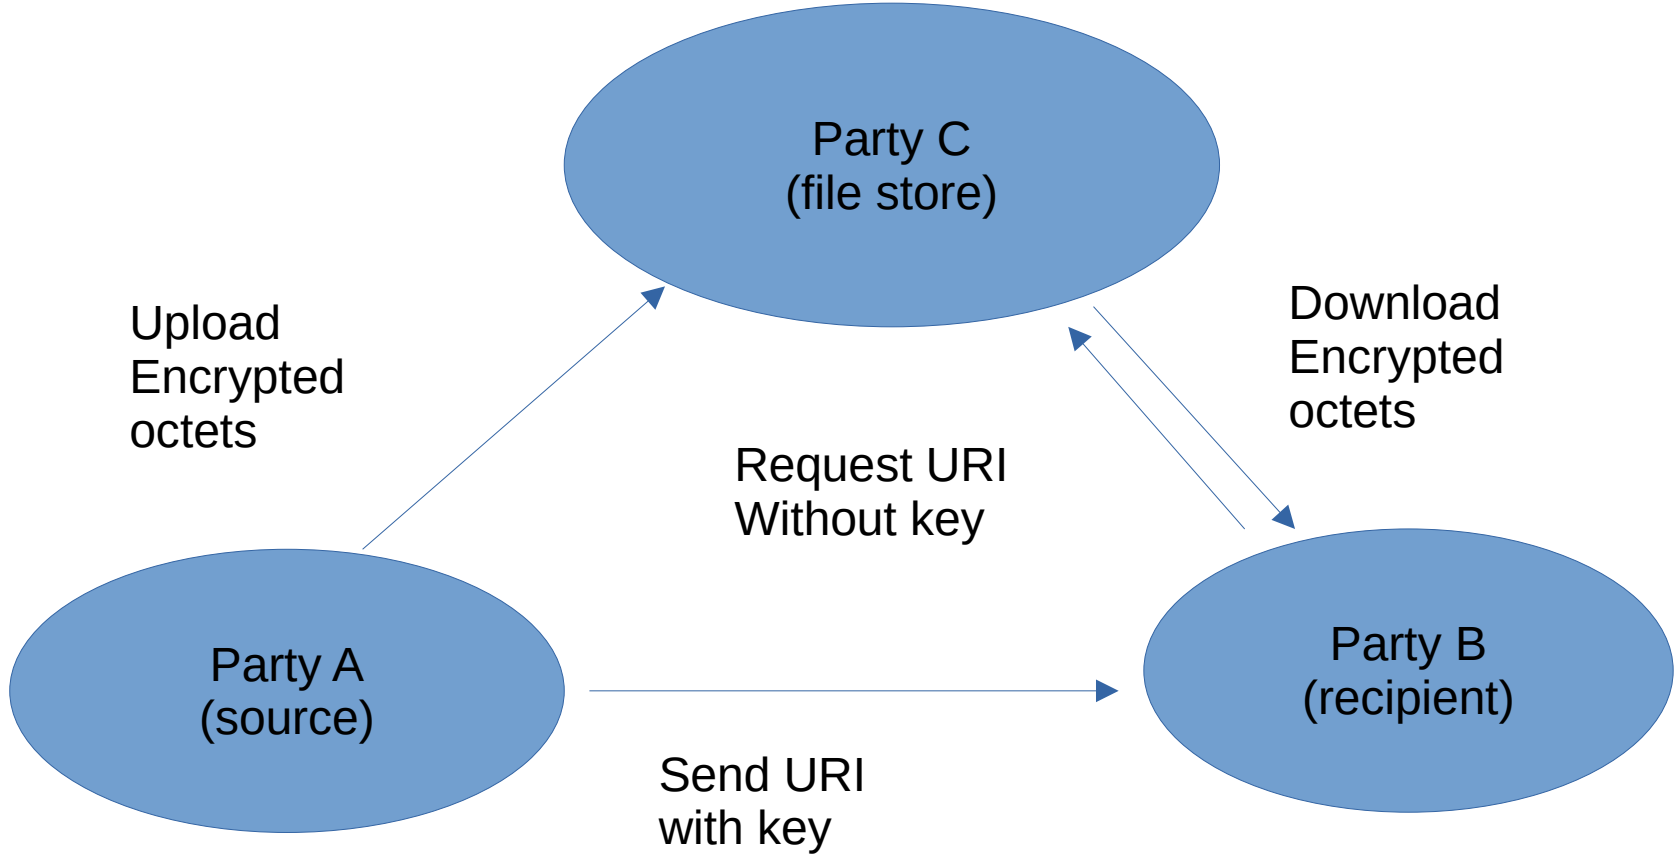 Party C
(file store)
Upload
Encrypted
octets
Download
Encrypted
octets
Request URI
Without key
Party A
(source)
Party B
(recipient)
Send URI
with key